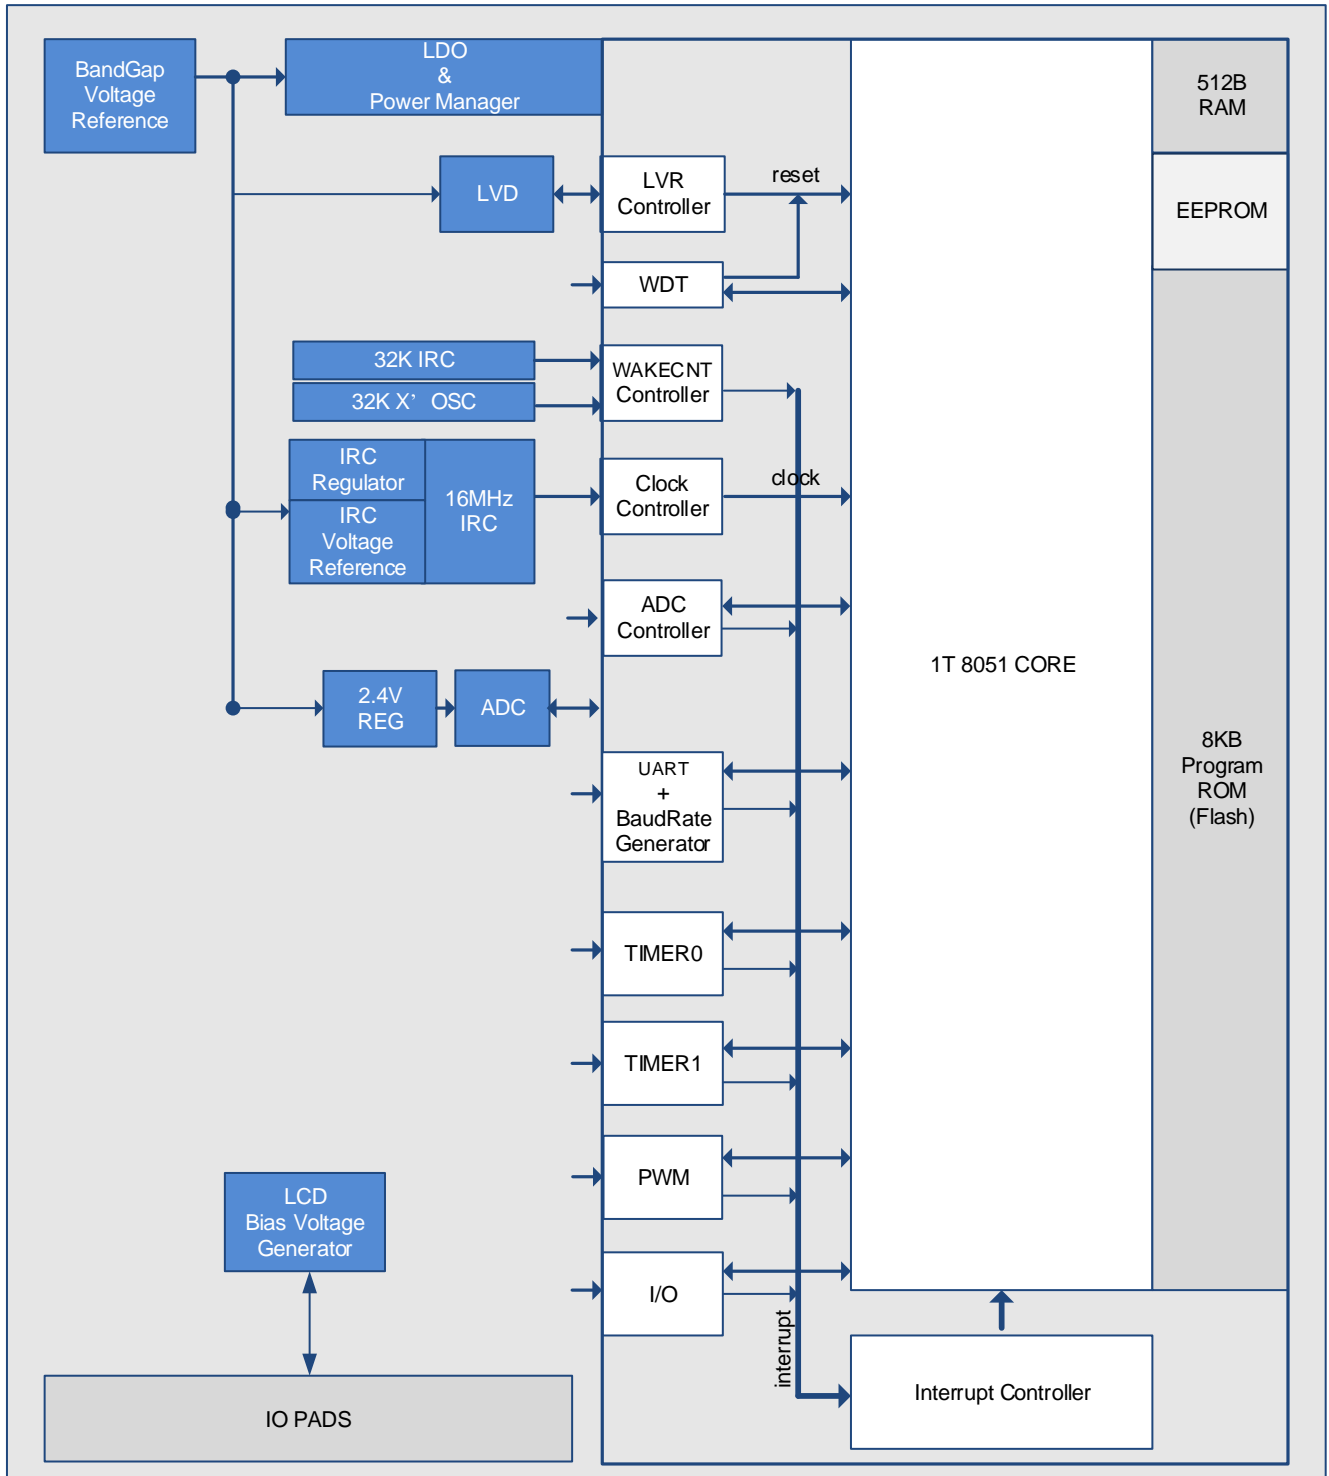 BandGap
Voltage
Reference
LDO
&
Power Manager
512B
RAM
LVD
LVR
Controller
reset
EEPROM
WDT
32K IRC
32K X’ OSC
WAKECNT
Controller
IRC
Regulator
IRC
Voltage
Reference
16MHz
IRC
Clock
Controller
clock
ADC
Controller
1T 8051 CORE
2.4V
REG
ADC
UART
+
BaudRate
Generator
8KB
Program
ROM
(Flash)
TIMER0
TIMER1
PWM
LCD
Bias Voltage
Generator
I/O
interrupt
Interrupt Controller
IO PADS